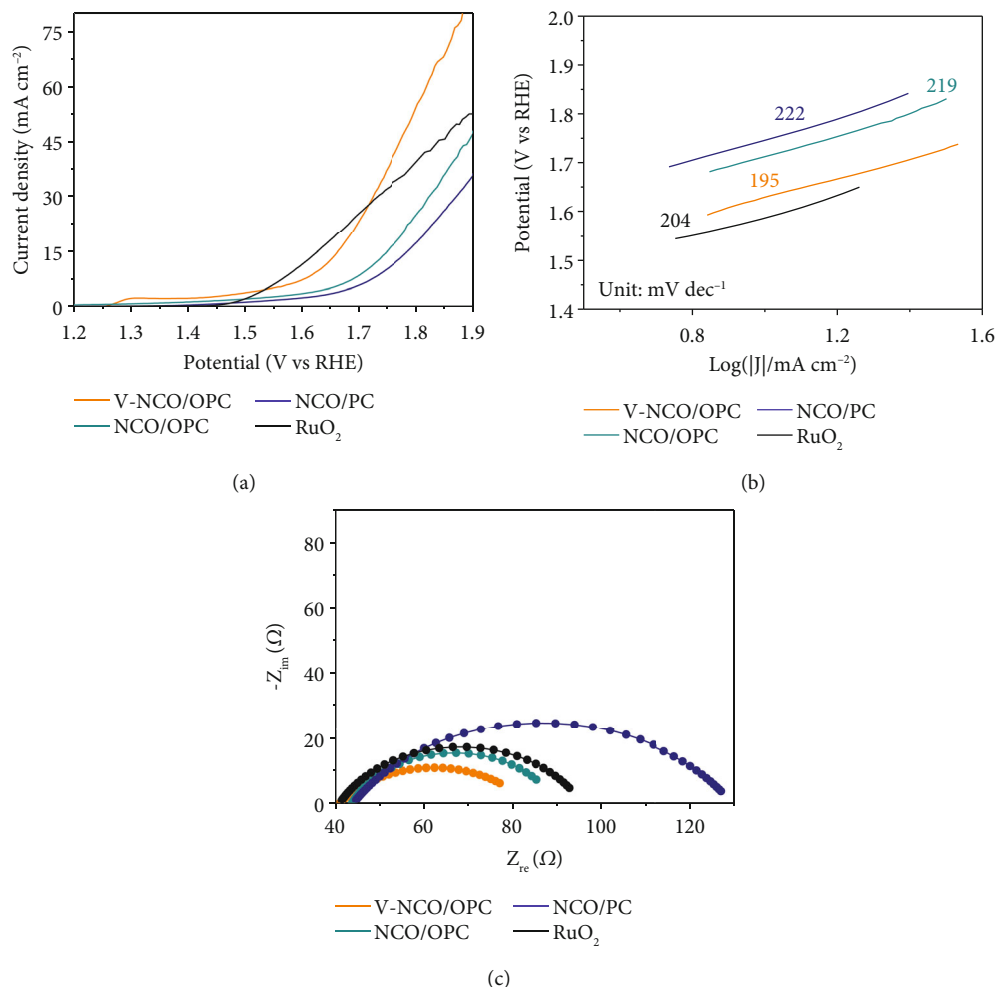 75
60
45
30
15
0
Current density (mA cm⁻²)
1.2 1.3 1.4 1.5 1.6 1.7 1.8 1.9
Potential (V vs RHE)
V-NCO/OPC NCO/PC
NCO/OPC RuO₂
(a)
2.0
1.9
1.8
1.7
1.6
1.5
1.4
Potential (V vs RHE)
222
219
195
204
Unit: mV dec⁻¹
0.8 1.2 1.6
Log(|J|/mA cm⁻²)
V-NCO/OPC NCO/PC
NCO/OPC RuO₂
(b)
80
60
40
20
0
-Z_im (Ω)
40 60 80 100 120
Z_re (Ω)
V-NCO/OPC NCO/PC
NCO/OPC RuO₂
(c)